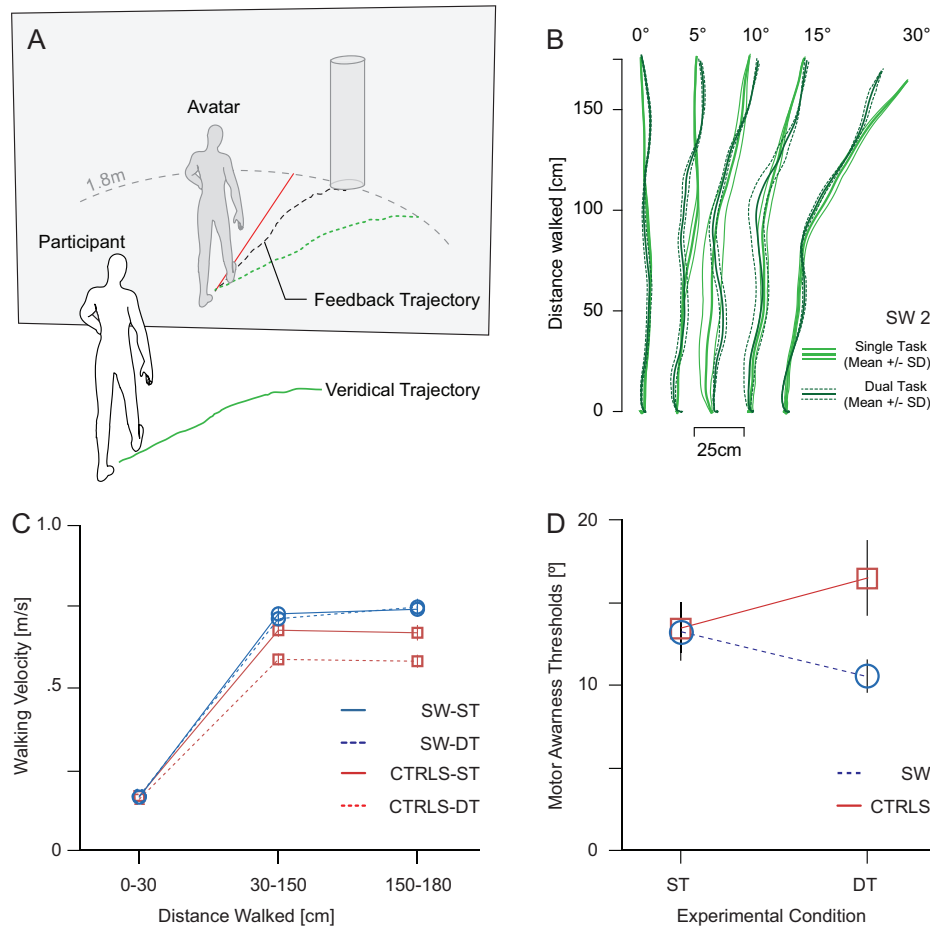 A
Avatar
1.8m
Participant
Feedback Trajectory
Veridical Trajectory
B
0° 5° 10° 15° 30°
Distance walked [cm]
150
100
50
0
SW 2
Single Task
(Mean +/- SD)
Dual Task
(Mean +/- SD)
25cm
C
Walking Velocity [m/s]
1.0
.5
0
SW-ST
SW-DT
CTRLS-ST
CTRLS-DT
0-30 30-150 150-180
Distance Walked [cm]
D
Motor Awarness Thresholds [º]
20
15
10
5
0
SW
CTRLS
ST DT
Experimental Condition